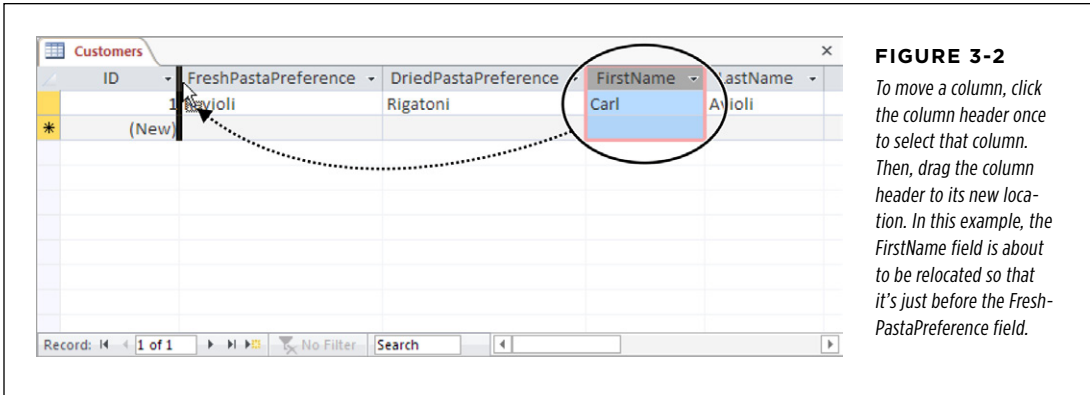 Customers
ID FreshPastaPreference DriedPastaPreference FirstName LastName
1 Ravioli Rigatoni Carl Avioli
(New)
Record: 1 of 1 No Filter Search
FIGURE 3-2
To move a column, click
the column header once
to select that column.
Then, drag the column
header to its new loca-
tion. In this example, the
FirstName field is about
to be relocated so that
it's just before the Fresh-
PastaPreference field.